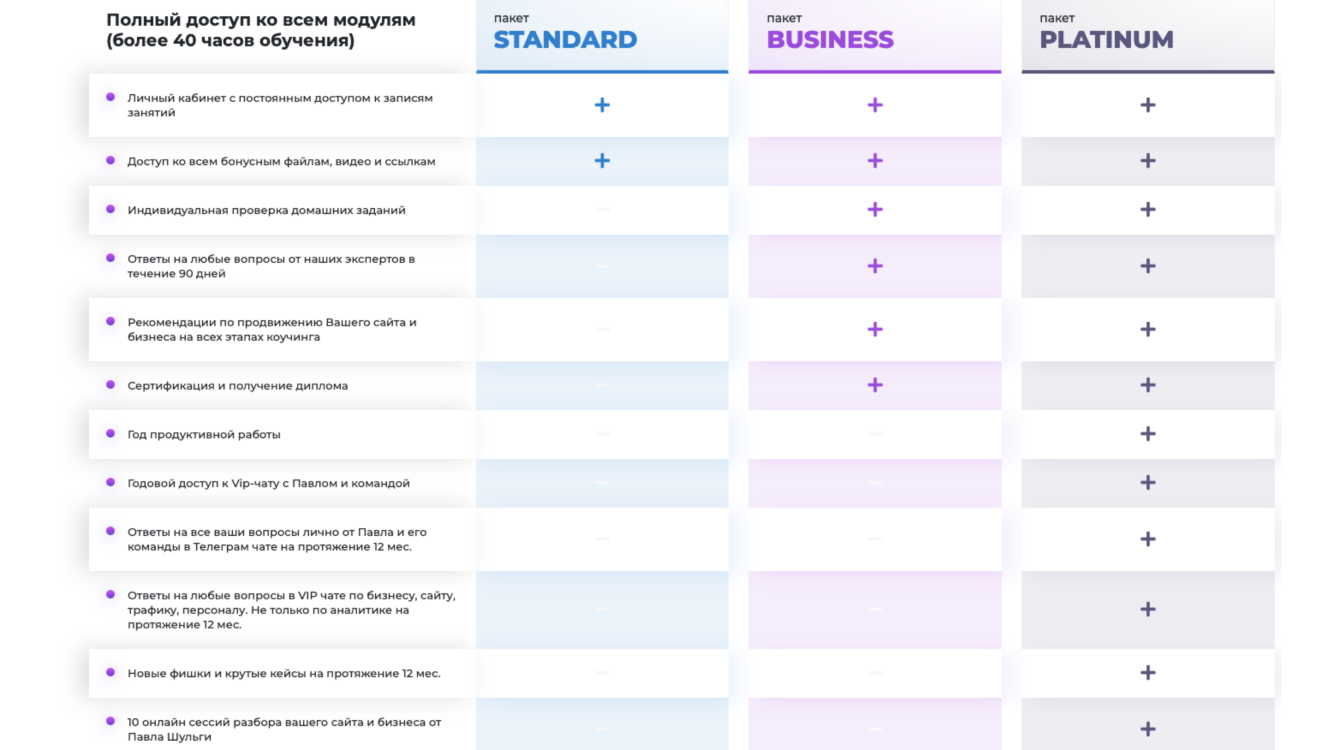 Полный доступ ко всем модулям
(более 40 часов обучения)
пакет
STANDARD
пакет
BUSINESS
пакет
PLATINUM
Личный кабинет с постоянным доступом к записям
занятий
+ + +
Доступ ко всем бонусным файлам, видео и ссылкам
+ + +
Индивидуальная проверка домашних заданий
— + +
Ответы на любые вопросы от наших экспертов в
течение 90 дней
— + +
Рекомендации по продвижению Вашего сайта и
бизнеса на всех этапах коучинга
— + +
Сертификация и получение диплома
— + +
Год продуктивной работы
— — +
Годовой доступ к Vip-чату с Павлом и командой
— — +
Ответы на все ваши вопросы лично от Павла и его
команды в Телеграм чате на протяжение 12 мес.
— — +
Ответы на любые вопросы в VIP чате по бизнесу, сайту,
трафику, персоналу. Не только по аналитике на
протяжение 12 мес.
— — +
Новые фишки и крутые кейсы на протяжение 12 мес.
— — +
10 онлайн сессий разбора вашего сайта и бизнеса от
Павла Шульги
— — +